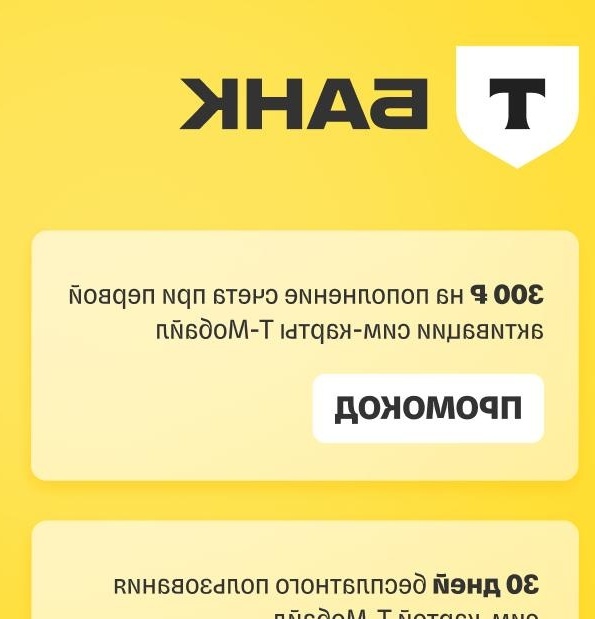 Т БАНК
300 ₽ на пополнение счета при первой
активации сим-карты Т-Мобайл
ПРОМОКОД
30 дней бесплатного пользования
сим-картой Т-Мобайл